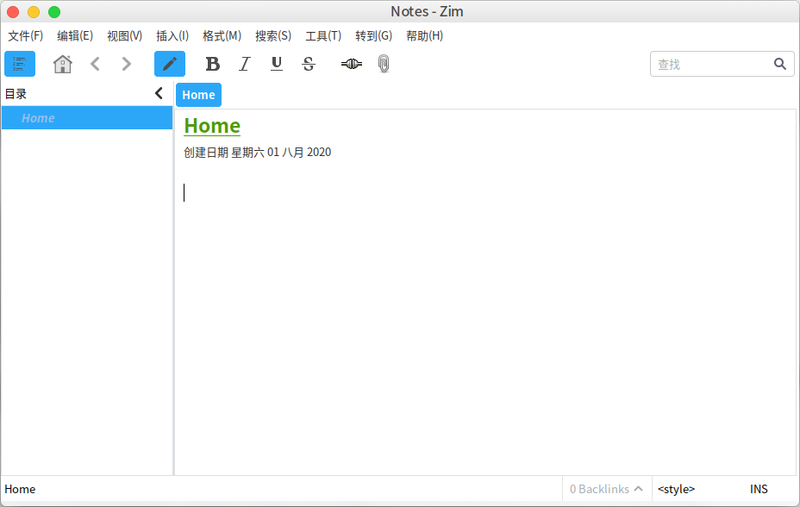 Notes - Zim
文件(F) 编辑(E) 视图(V) 插入(I) 格式(M) 搜索(S) 工具(T) 转到(G) 帮助(H)
B I U S 查找
目录 Home
Home
Home
创建日期 星期六 01 八月 2020
Home 0 Backlinks <style> INS